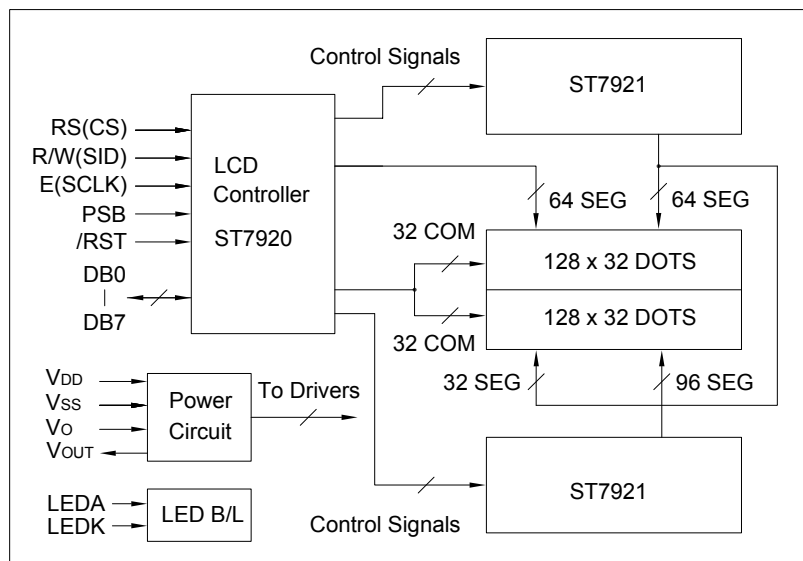 Control Signals
ST7921
RS(CS)
R/W(SID)
E(SCLK)
PSB
/RST
DB0
DB7
LCD
Controller
ST7920
64 SEG
64 SEG
32 COM
128 x 32 DOTS
128 x 32 DOTS
32 COM
32 SEG
96 SEG
VDD
VSS
VO
VOUT
Power
Circuit
To Drivers
ST7921
LEDA
LEDK
LED B/L
Control Signals